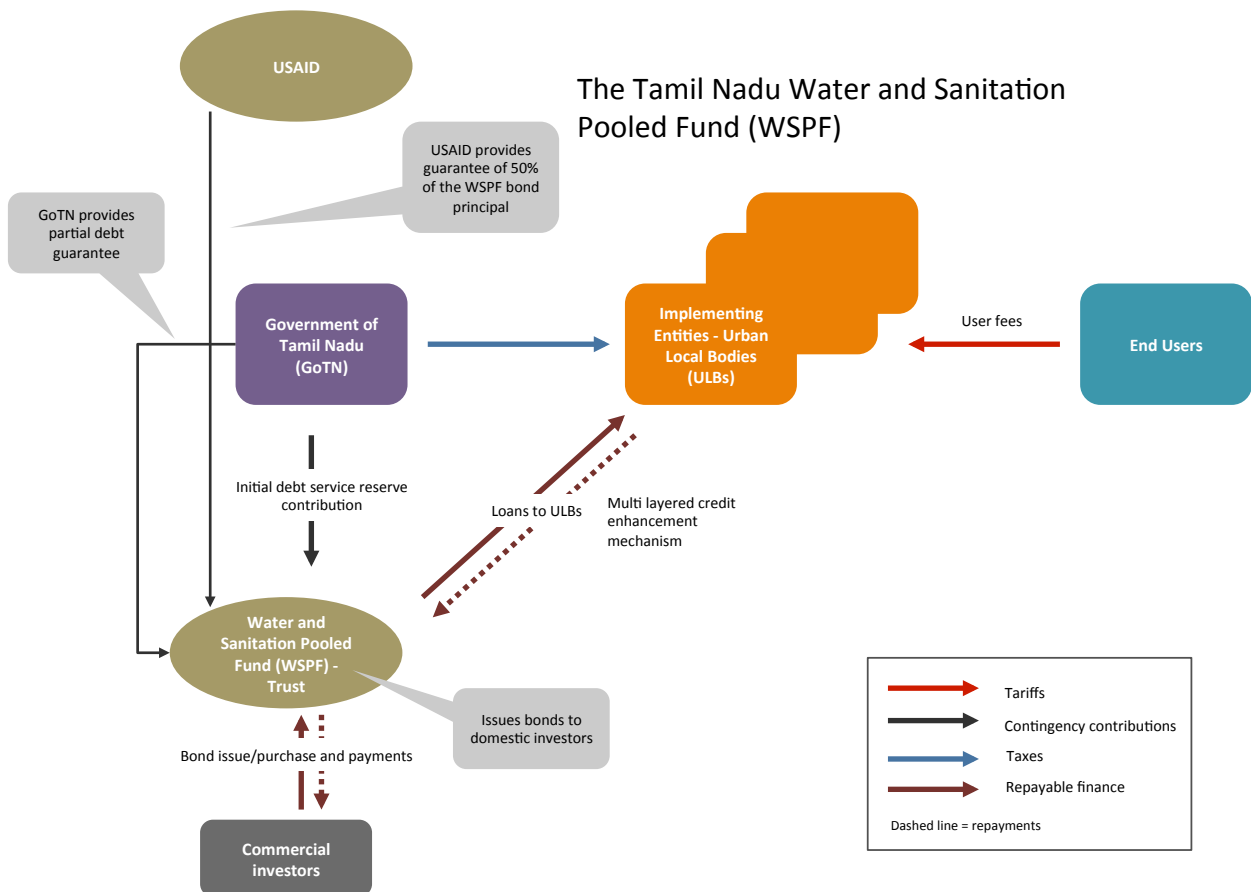 USAID
The Tamil Nadu Water and Sanitation
Pooled Fund (WSPF)
USAID provides
guarantee of 50%
of the WSPF bond
principal
GoTN provides
partial debt
guarantee
Government of
Tamil Nadu
(GoTN)
Implementing
Entities - Urban
Local Bodies
(ULBs)
User fees
End Users
Initial debt service reserve
contribution
Loans to ULBs
Multi layered credit
enhancement
mechanism
Water and
Sanitation Pooled
Fund (WSPF) -
Trust
Issues bonds to
domestic investors
Bond issue/purchase and payments
Commercial
investors
Tariffs
Contingency contributions
Taxes
Repayable finance
Dashed line = repayments